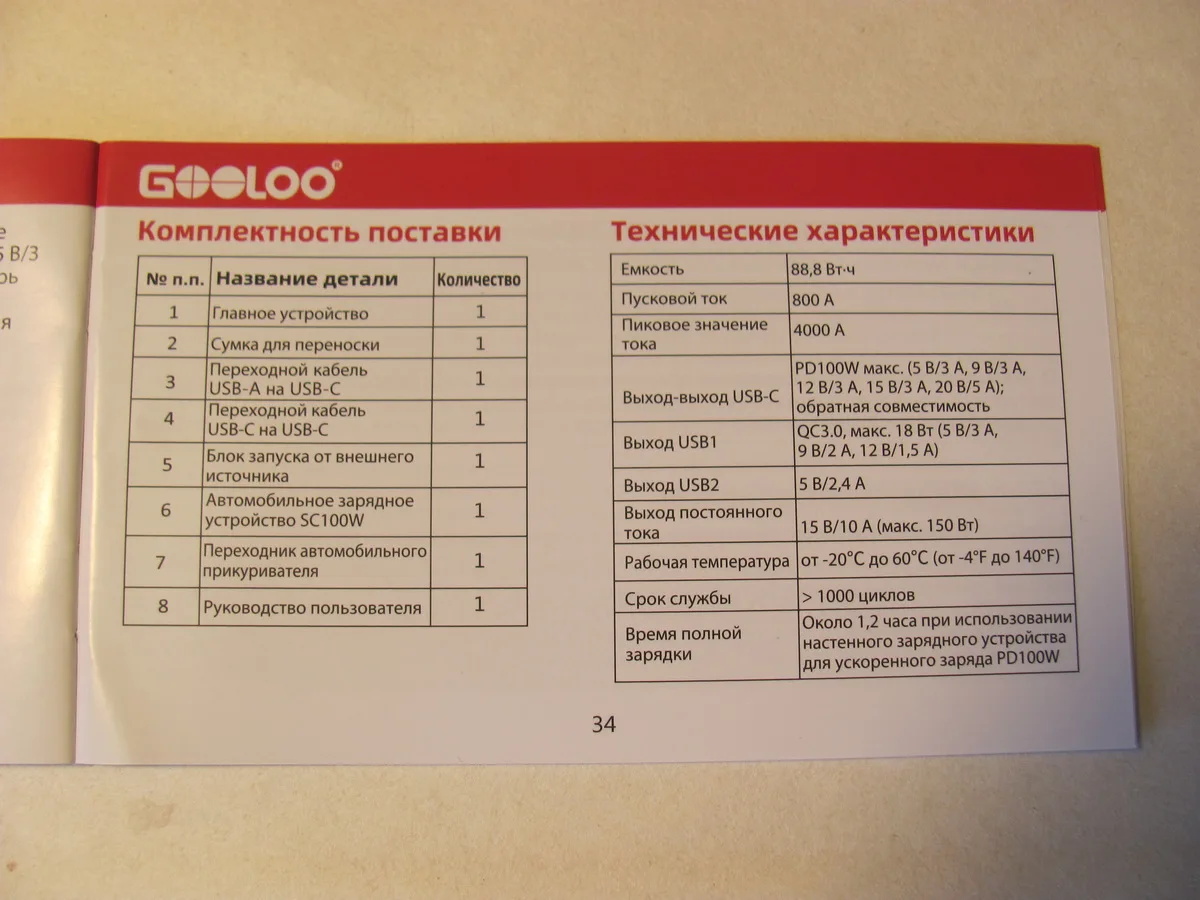 5 В/3
я
GOOLOO®
Комплектность поставки
№ п.п. Название детали Количество
1 Главное устройство 1
2 Сумка для переноски 1
3 Переходной кабель
USB-A на USB-C 1
4 Переходной кабель
USB-C на USB-C 1
5 Блок запуска от внешнего
источника 1
6 Автомобильное зарядное
устройство SC100W 1
7 Переходник автомобильного
прикуривателя 1
8 Руководство пользователя 1
Технические характеристики
Емкость 88,8 Вт·ч
Пусковой ток 800 А
Пиковое значение
тока 4000 А
Выход-выход USB-C PD100W макс. (5 В/3 А, 9 В/3 А,
12 В/3 А, 15 В/3 А, 20 В/5 А);
обратная совместимость
Выход USB1 QC3.0, макс. 18 Вт (5 В/3 А,
9 В/2 А, 12 В/1,5 А)
Выход USB2 5 В/2,4 А
Выход постоянного
тока 15 В/10 А (макс. 150 Вт)
Рабочая температура от -20°C до 60°C (от -4°F до 140°F)
Срок службы > 1000 циклов
Время полной
зарядки Около 1,2 часа при использовании
настенного зарядного устройства
для ускоренного заряда PD100W
34